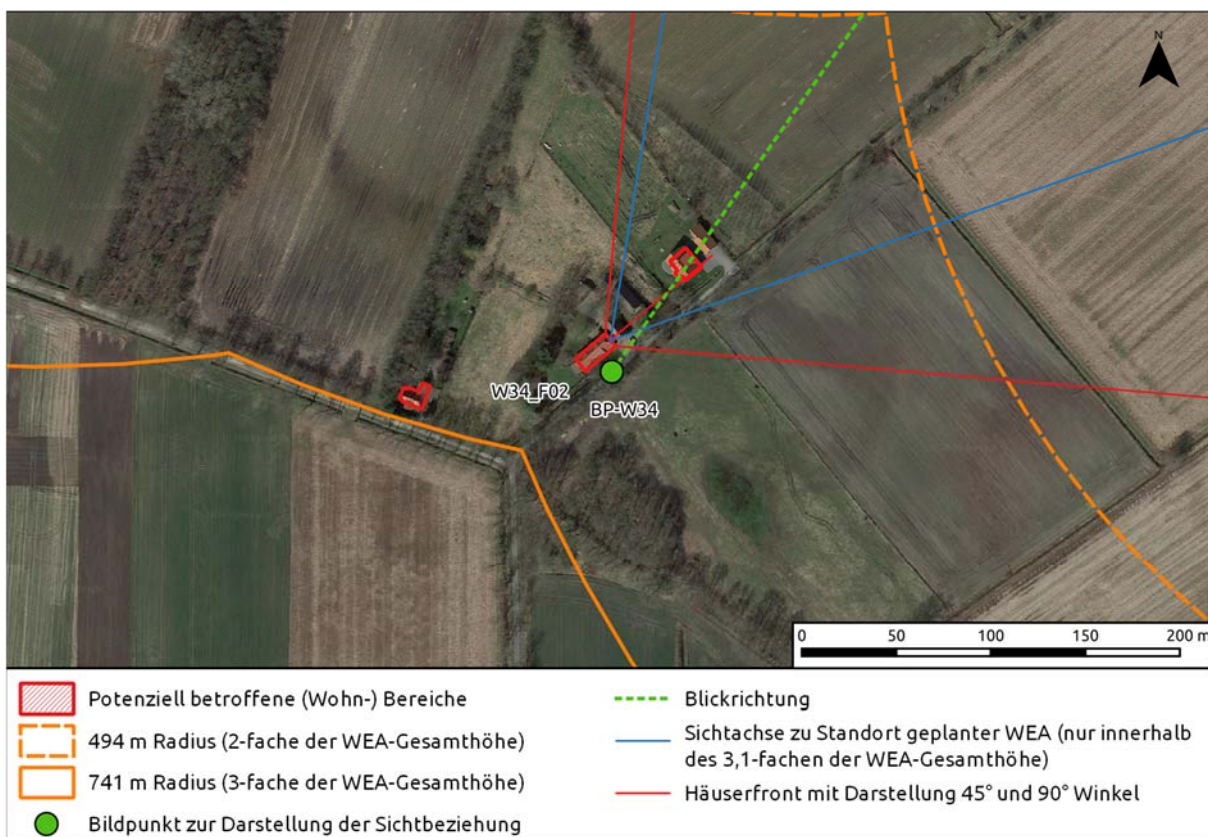 N
W34_F02
BP-W34
0 50 100 150 200 m
Potenziell betroffene (Wohn-) Bereiche
494 m Radius (2-fache der WEA-Gesamthöhe)
741 m Radius (3-fache der WEA-Gesamthöhe)
Bildpunkt zur Darstellung der Sichtbeziehung
Blickrichtung
Sichtachse zu Standort geplanter WEA (nur innerhalb
des 3,1-fachen der WEA-Gesamthöhe)
Häuserfront mit Darstellung 45° und 90° Winkel